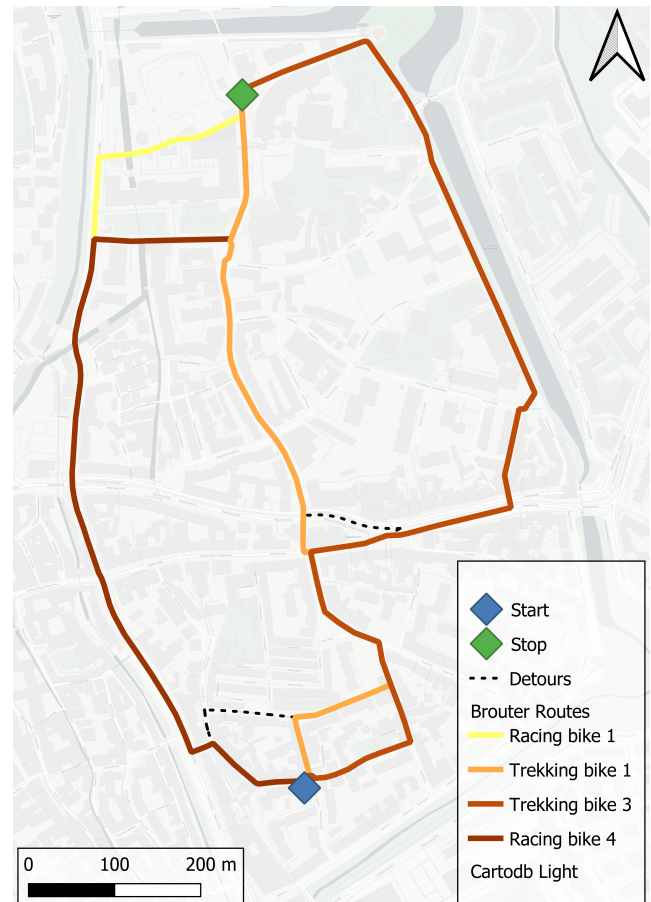 Start
Stop
Detours
Brouter Routes
Racing bike 1
Trekking bike 1
Trekking bike 3
Racing bike 4
Cartodb Light
0 100 200 m